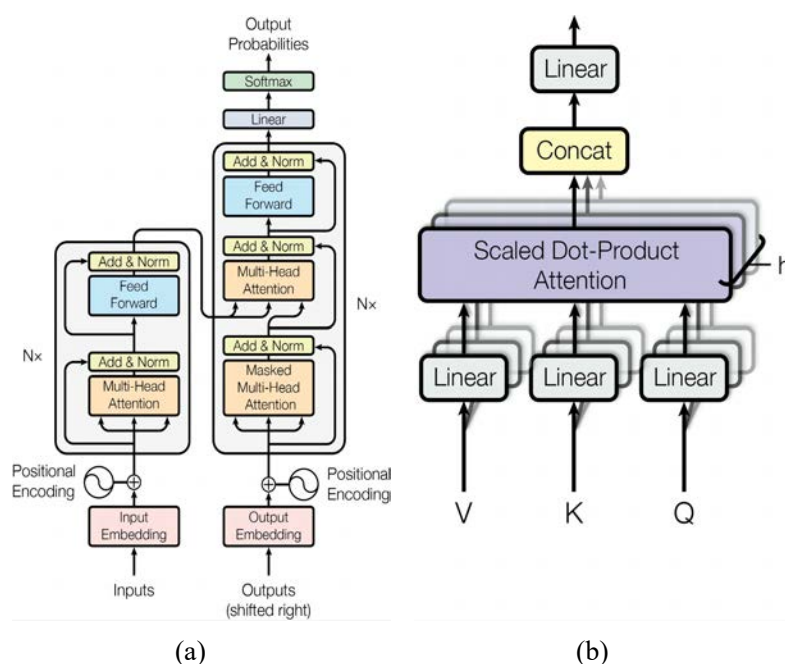 Output
Probabilities
Softmax
Linear
Add & Norm
Feed
Forward
Add & Norm
Multi-Head
Attention
Add & Norm
Masked
Multi-Head
Attention
Nx
Add & Norm
Feed
Forward
Nx
Add & Norm
Multi-Head
Attention
Positional
Encoding
Positional
Encoding
Input
Embedding
Output
Embedding
Inputs
Outputs
(shifted right)
(a)
Linear
Concat
Scaled Dot-Product
Attention
h
Linear
Linear
Linear
V
K
Q
(b)